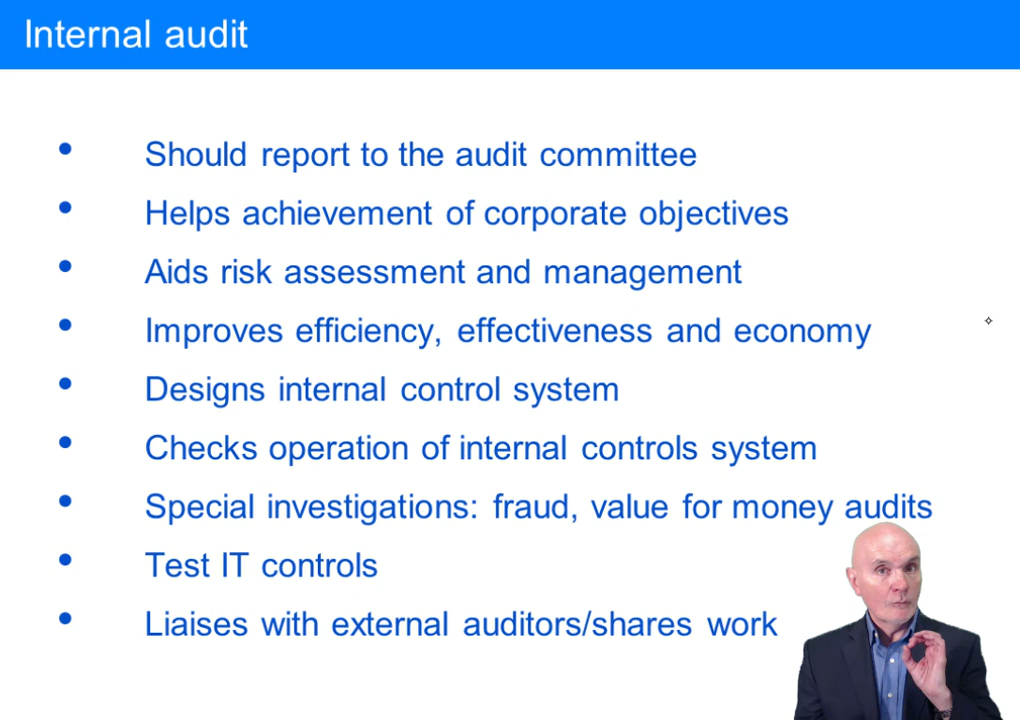 Internal audit
• Should report to the audit committee
• Helps achievement of corporate objectives
• Aids risk assessment and management
• Improves efficiency, effectiveness and economy
• Designs internal control system
• Checks operation of internal controls system
• Special investigations: fraud, value for money audits
• Test IT controls
• Liaises with external auditors/shares work